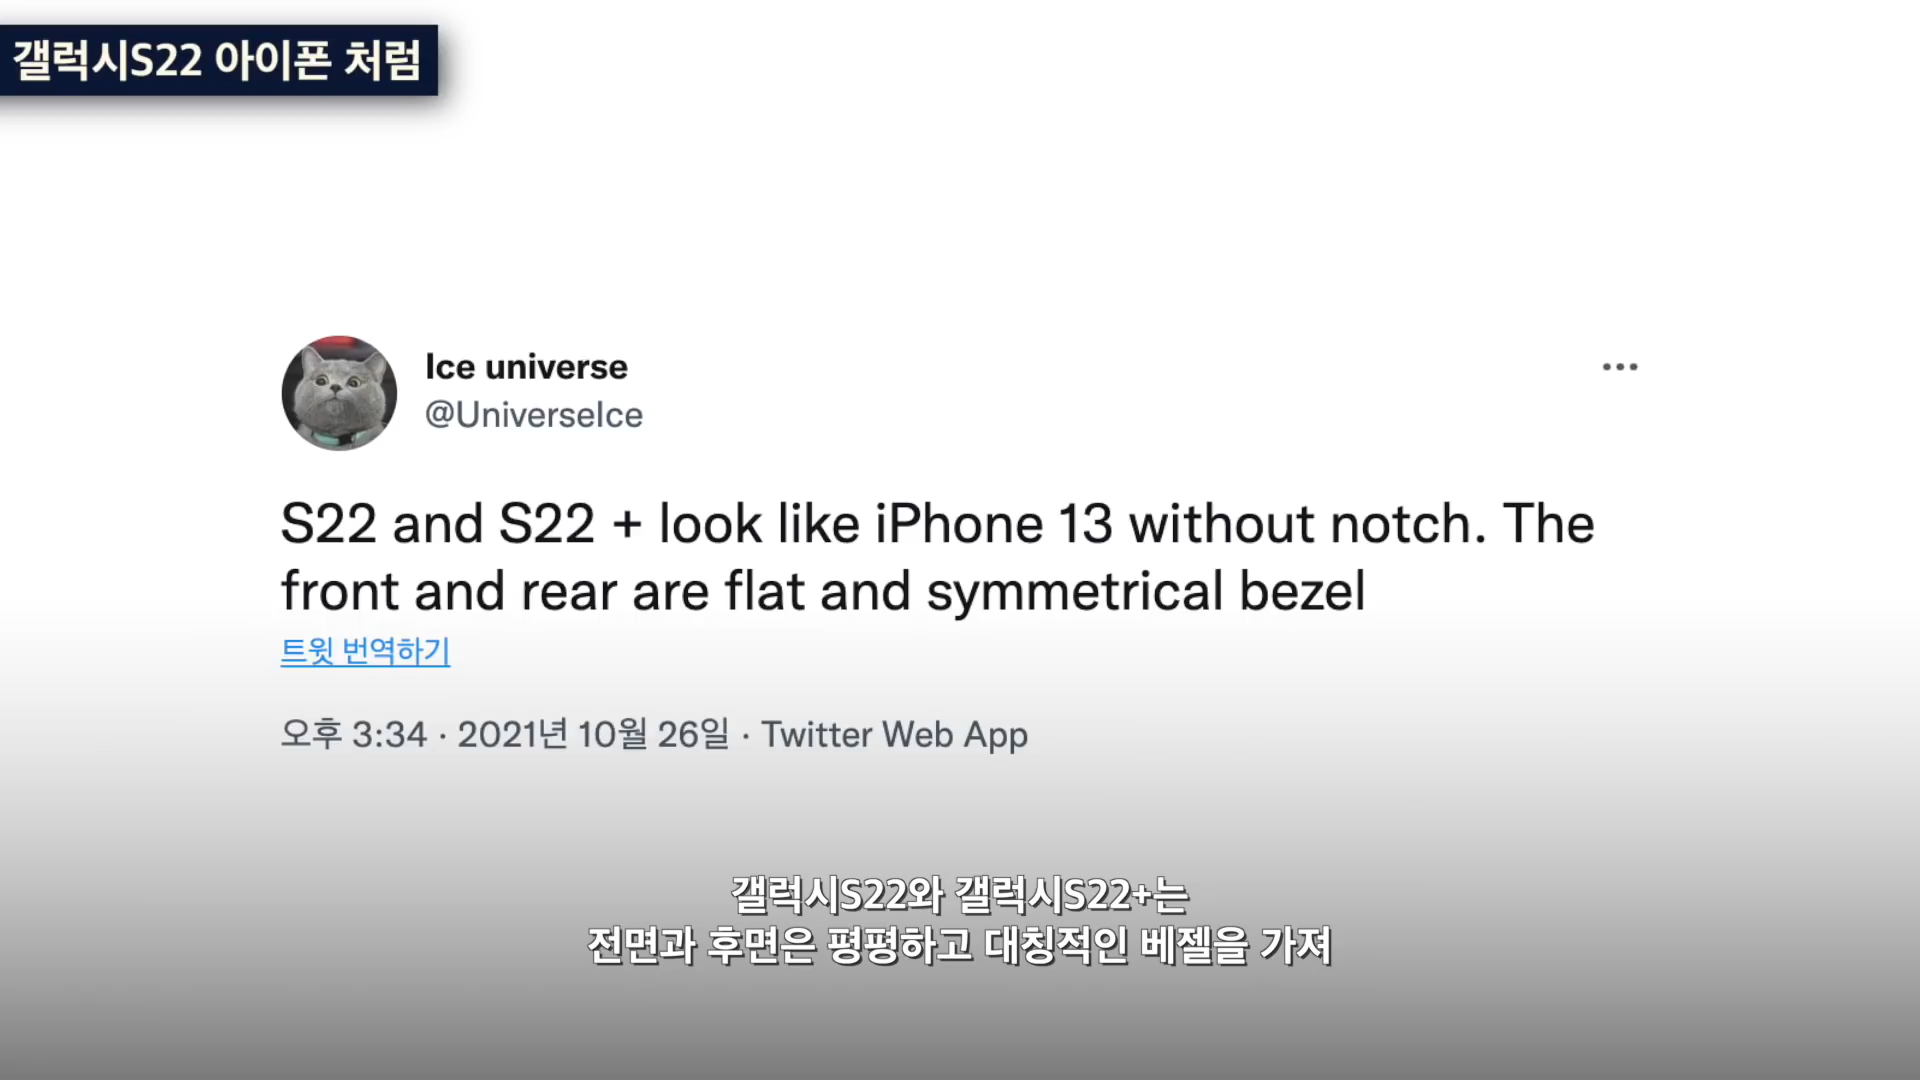 갤럭시S22 아이폰 처럼
Ice universe
@UniverseIce
S22 and S22 + look like iPhone 13 without notch. The
front and rear are flat and symmetrical bezel
트윗 번역하기
오후 3:34 · 2021년 10월 26일 · Twitter Web App
갤럭시S22와 갤럭시S22+는
전면과 후면은 평평하고 대칭적인 베젤을 가져